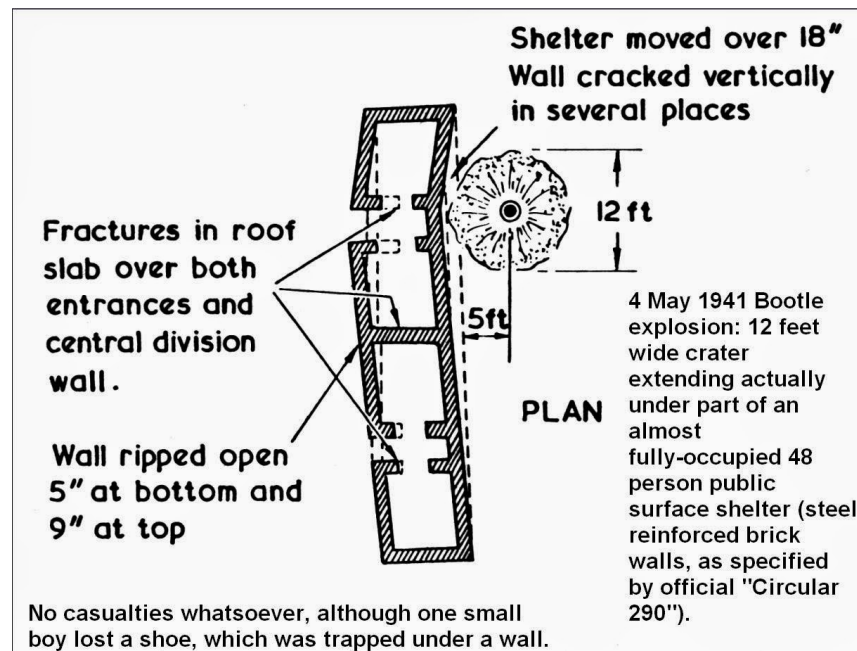 Shelter moved over 18"
Wall cracked vertically
in several places
12 ft
Fractures in roof
slab over both
entrances and
central division
wall.
5ft
PLAN
Wall ripped open
5" at bottom and
9" at top
4 May 1941 Bootle
explosion: 12 feet
wide crater
extending actually
under part of an
almost
fully-occupied 48
person public
surface shelter (steel
reinforced brick
walls, as specified
by official "Circular
290").
No casualties whatsoever, although one small
boy lost a shoe, which was trapped under a wall.